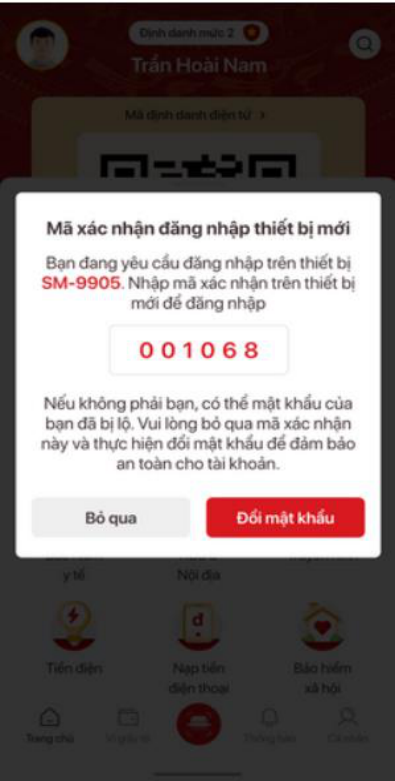 Định danh mức 2
Trần Hoài Nam
Mã định danh điện tử >
Mã xác nhận đăng nhập thiết bị mới
Bạn đang yêu cầu đăng nhập trên thiết bị
SM-9905. Nhập mã xác nhận trên thiết bị
mới để đăng nhập
001068
Nếu không phải bạn, có thể mật khẩu của
bạn đã bị lộ. Vui lòng bỏ qua mã xác nhận
này và thực hiện đổi mật khẩu để đảm bảo
an toàn cho tài khoản.
Bỏ qua Đổi mật khẩu
y tế Nội địa
Tiền điện Nạp tiền Bảo hiểm
điện thoại xã hội
Trang chủ Ví giấy tờ Thông báo Cá nhân